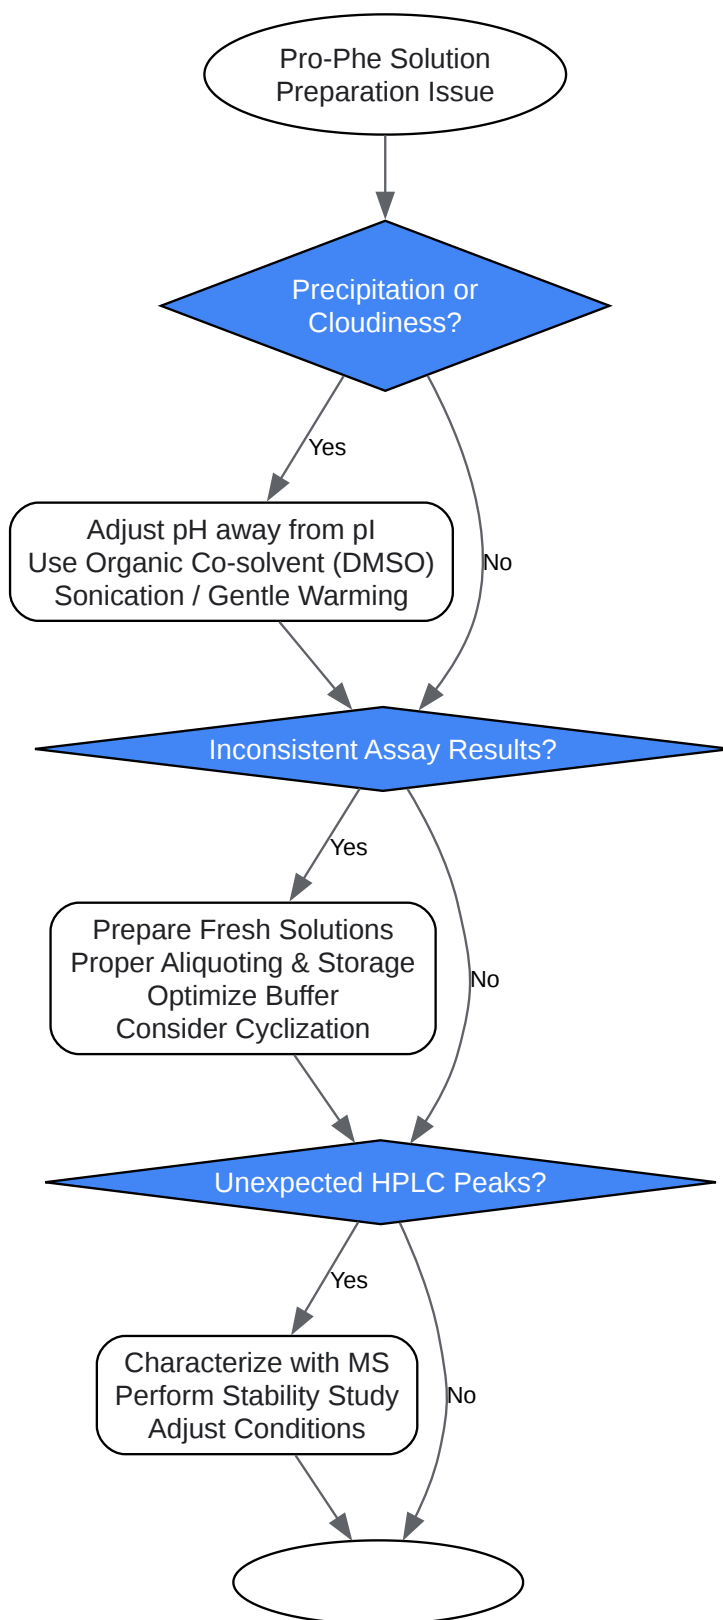 Pro-Phe Solution
Preparation Issue
Precipitation or
Cloudiness?
Yes
No
Adjust pH away from pI
Use Organic Co-solvent (DMSO)
Sonication / Gentle Warming
Inconsistent Assay Results?
Yes
No
Prepare Fresh Solutions
Proper Aliquoting & Storage
Optimize Buffer
Consider Cyclization
Unexpected HPLC Peaks?
Yes
No
Characterize with MS
Perform Stability Study
Adjust Conditions